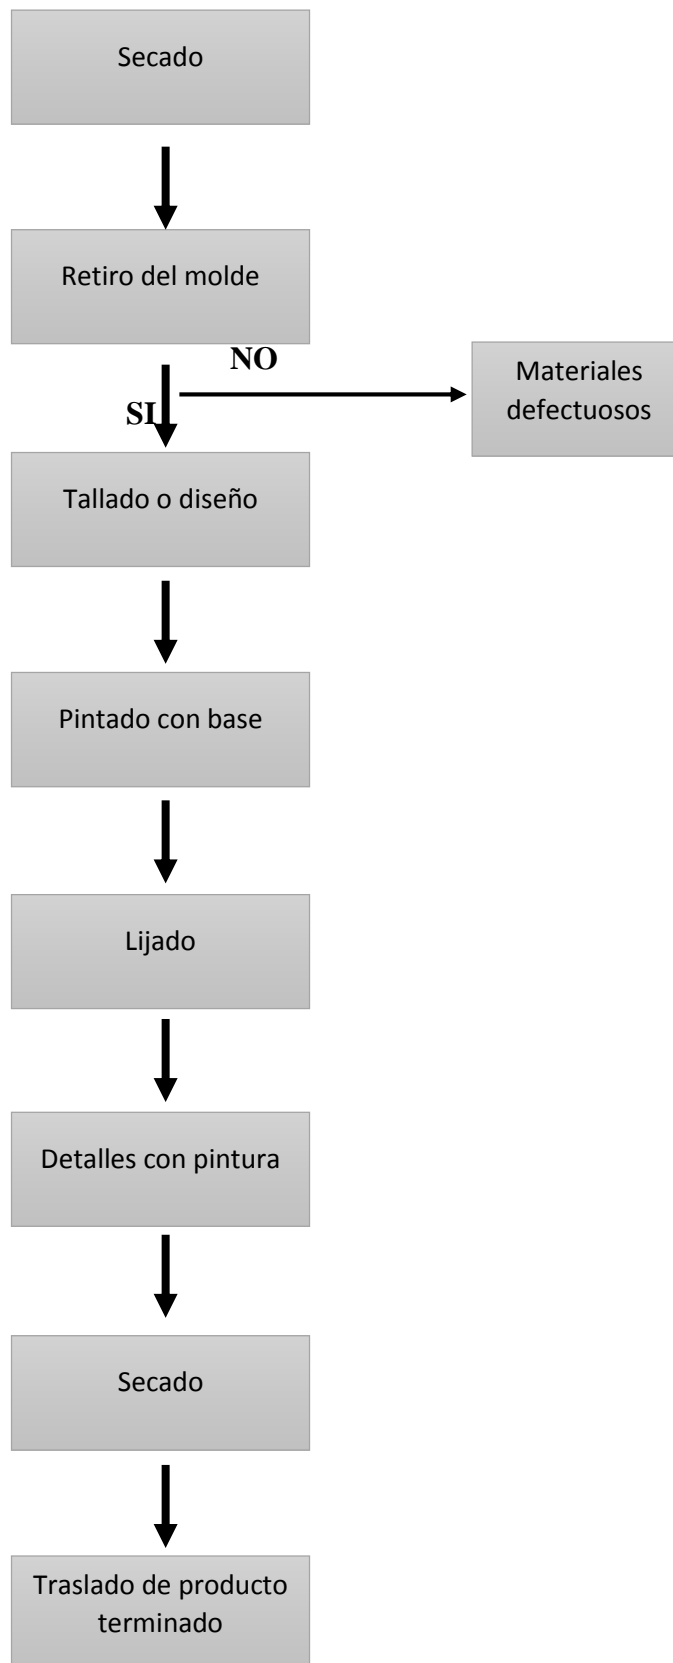 Secado
Retiro del molde
NO
SI
Materiales
defectuosos
Tallado o diseño
Pintado con base
Lijado
Detalles con pintura
Secado
Traslado de producto
terminado